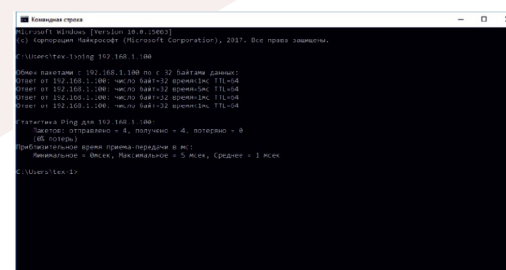 Командная строка
Microsoft Windows [Version 10.0.15063]
(c) Корпорация Майкрософт (Microsoft Corporation), 2017. Все права защищены.
C:\Users\tex-1>ping 192.168.1.100
Обмен пакетами с 192.168.1.100 по с 32 байтами данных:
Ответ от 192.168.1.100: число байт=32 время<1мс TTL=64
Ответ от 192.168.1.100: число байт=32 время=5мс TTL=64
Ответ от 192.168.1.100: число байт=32 время<1мс TTL=64
Ответ от 192.168.1.100: число байт=32 время<1мс TTL=64
Статистика Ping для 192.168.1.100:
Пакетов: отправлено = 4, получено = 4, потеряно = 0
(0% потерь)
Приблизительное время приема-передачи в мс:
Минимальное = 0мсек, Максимальное = 5 мсек, Среднее = 1 мсек
C:\Users\tex-1>